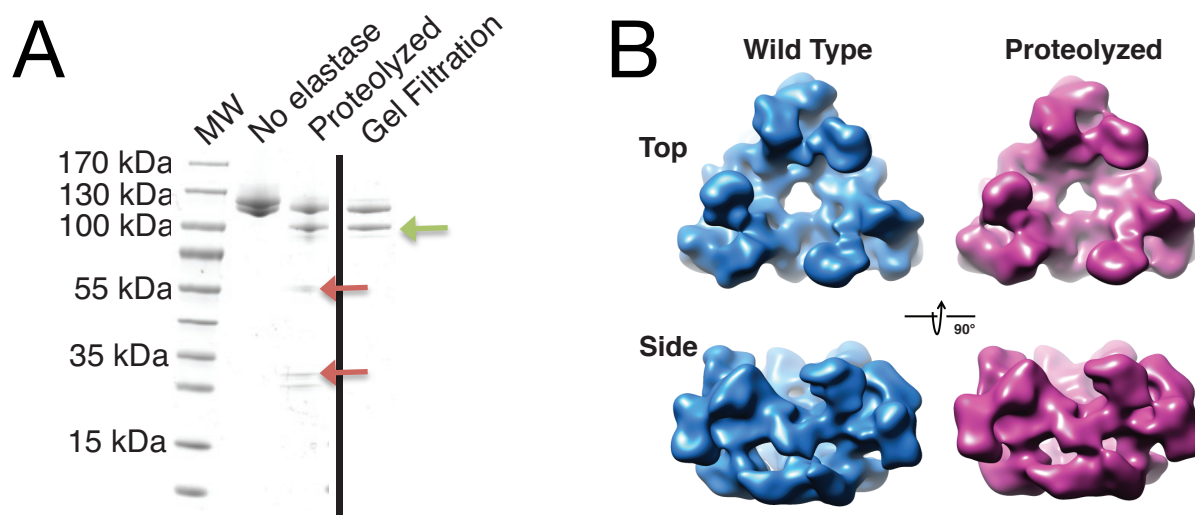 A
MW
No elastase
Proteolyzed
Gel Filtration
170 kDa
130 kDa
100 kDa
55 kDa
35 kDa
15 kDa
B
Wild Type
Proteolyzed
Top
90°
Side